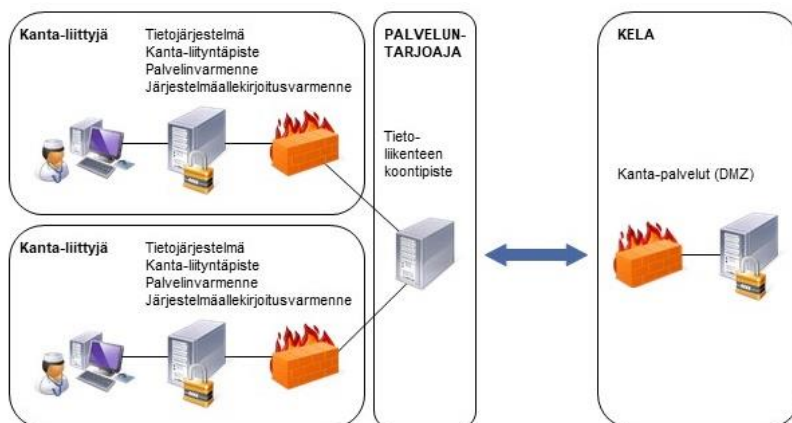 Kanta-liittyjä
Tietojärjestelmä
Kanta-liityntäpiste
Palvelinvarmenne
Järjestelmäallekirjoitusvarmenne
Kanta-liittyjä
Tietojärjestelmä
Kanta-liityntäpiste
Palvelinvarmenne
Järjestelmäallekirjoitusvarmenne
PALVELUN-
TARJOAJA
Tieto-
liikenteen
koontipiste
KELA
Kanta-palvelut (DMZ)